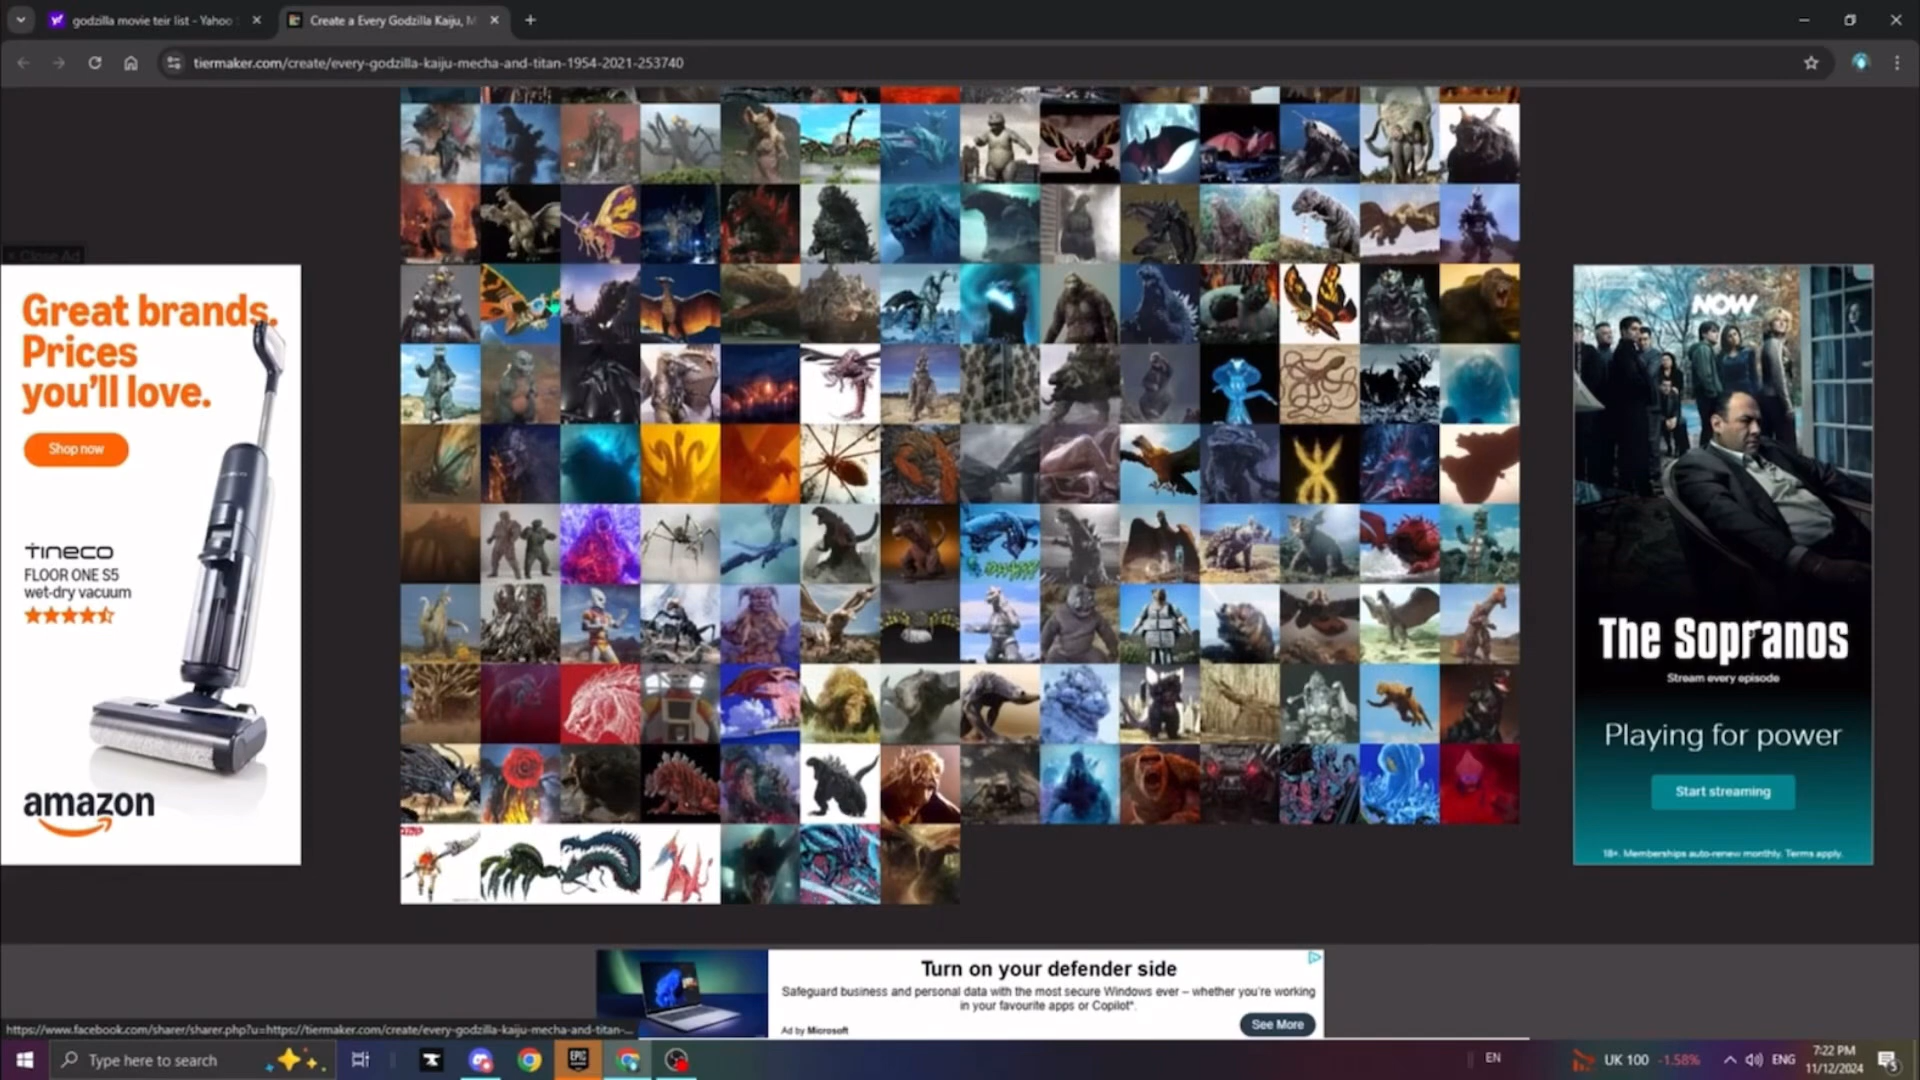 godzilla movie teir list - Yahoo
Create a Every Godzilla Kaiju, M
tiermaker.com/create/every-godzilla-kaiju-mecha-and-titan-1954-2021-253740
× Close Ad
Great brands.
Prices
you'll love.
Shop now
TINECO
FLOOR ONE S5
wet-dry vacuum
amazon
NOW
The Sopranos
Stream every episode
Playing for power
Start streaming
18+. Memberships auto-renew monthly. Terms apply.
Turn on your defender side
Safeguard business and personal data with the most secure Windows ever – whether you're working
in your favourite apps or Copilot*.
Ad by Microsoft
See More
https://www.facebook.com/sharer/sharer.php?u=https://tiermaker.com/create/every-godzilla-kaiju-mecha-and-titan-...
Type here to search
EPIC
EN
UK 100 -1.58%
ENG
7:22 PM
11/12/2024